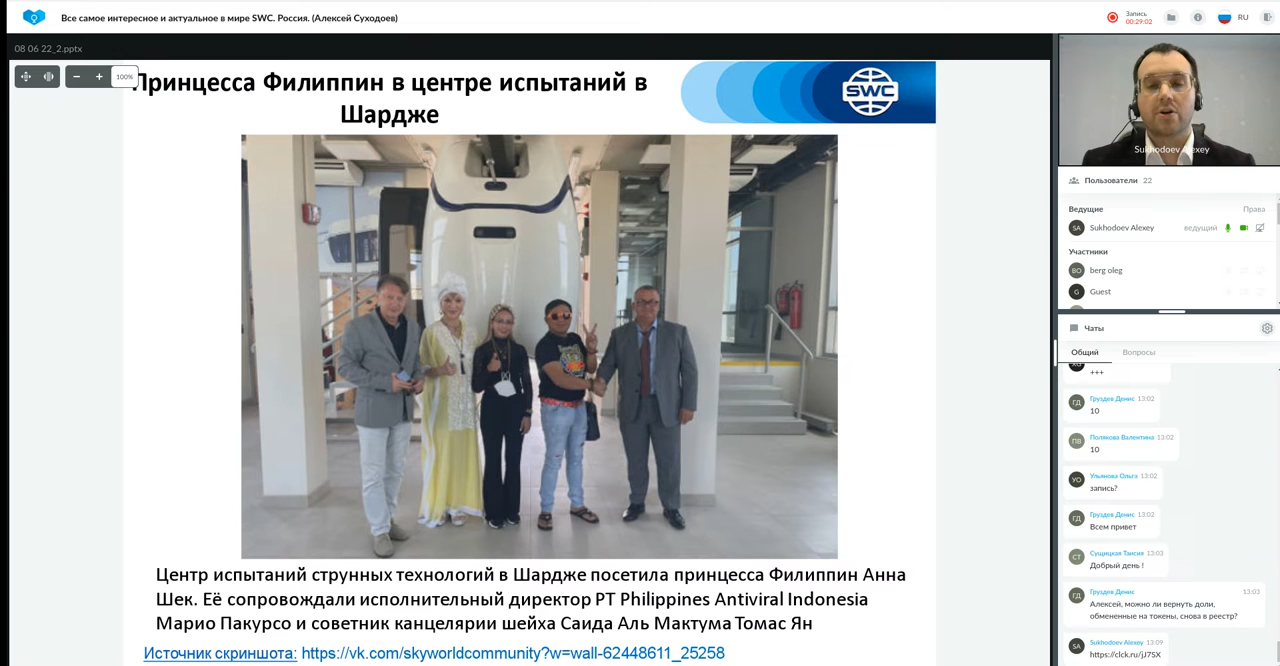 Все самое интересное и актуальное в мире SWC. Россия. (Алексей Суходоев)
Запись
00:29:02
RU
08 06 22_2.pptx
100%
Принцесса Филиппин в центре испытаний в
Шардже
SWC
Центр испытаний струнных технологий в Шардже посетила принцесса Филиппин Анна
Шек. Её сопровождали исполнительный директор PT Philippines Antiviral Indonesia
Марио Пакурсо и советник канцелярии шейха Саида Аль Мактума Томас Ян
Источник скриншота: https://vk.com/skyworldcommunity?w=wall-62448611_25258
Sukhodoev Alexey
Пользователи 22
Ведущие Права
SA Sukhodoev Alexey ведущий
Участники
BO berg oleg
G Guest
Чаты
Общий Вопросы
+++
ГД Груздев Денис 13:02
10
ПВ Полякова Валентина 13:02
10
УО Ульянова Ольга 13:02
запись?
ГД Груздев Денис 13:02
Всем привет
СТ Сущицкая Таисия 13:03
Добрый день !
ГД Груздев Денис 13:03
Алексей, можно ли вернуть доли,
обмененные на токены, снова в реестр?
SA Sukhodoev Alexey 13:09
https://clck.ru/jJ7SX